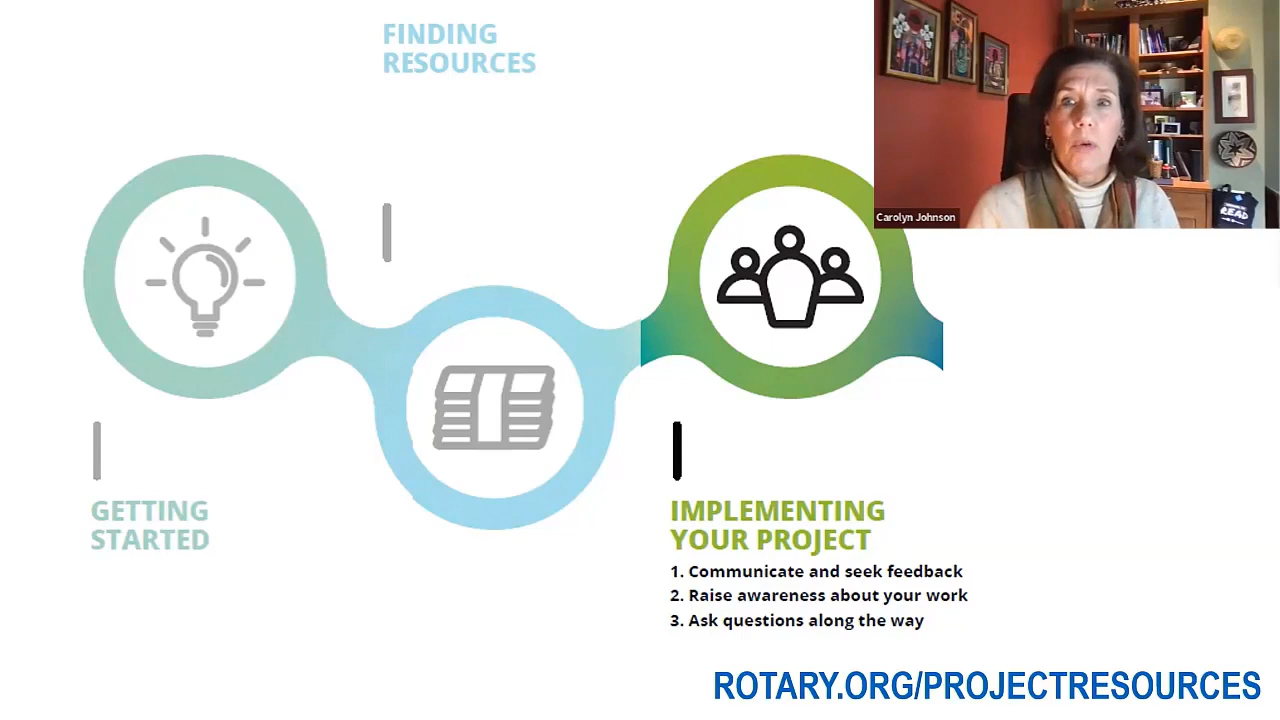 FINDING
RESOURCES
Carolyn Johnson
READ
GETTING
STARTED
IMPLEMENTING
YOUR PROJECT
1. Communicate and seek feedback
2. Raise awareness about your work
3. Ask questions along the way
ROTARY.ORG/PROJECTRESOURCES